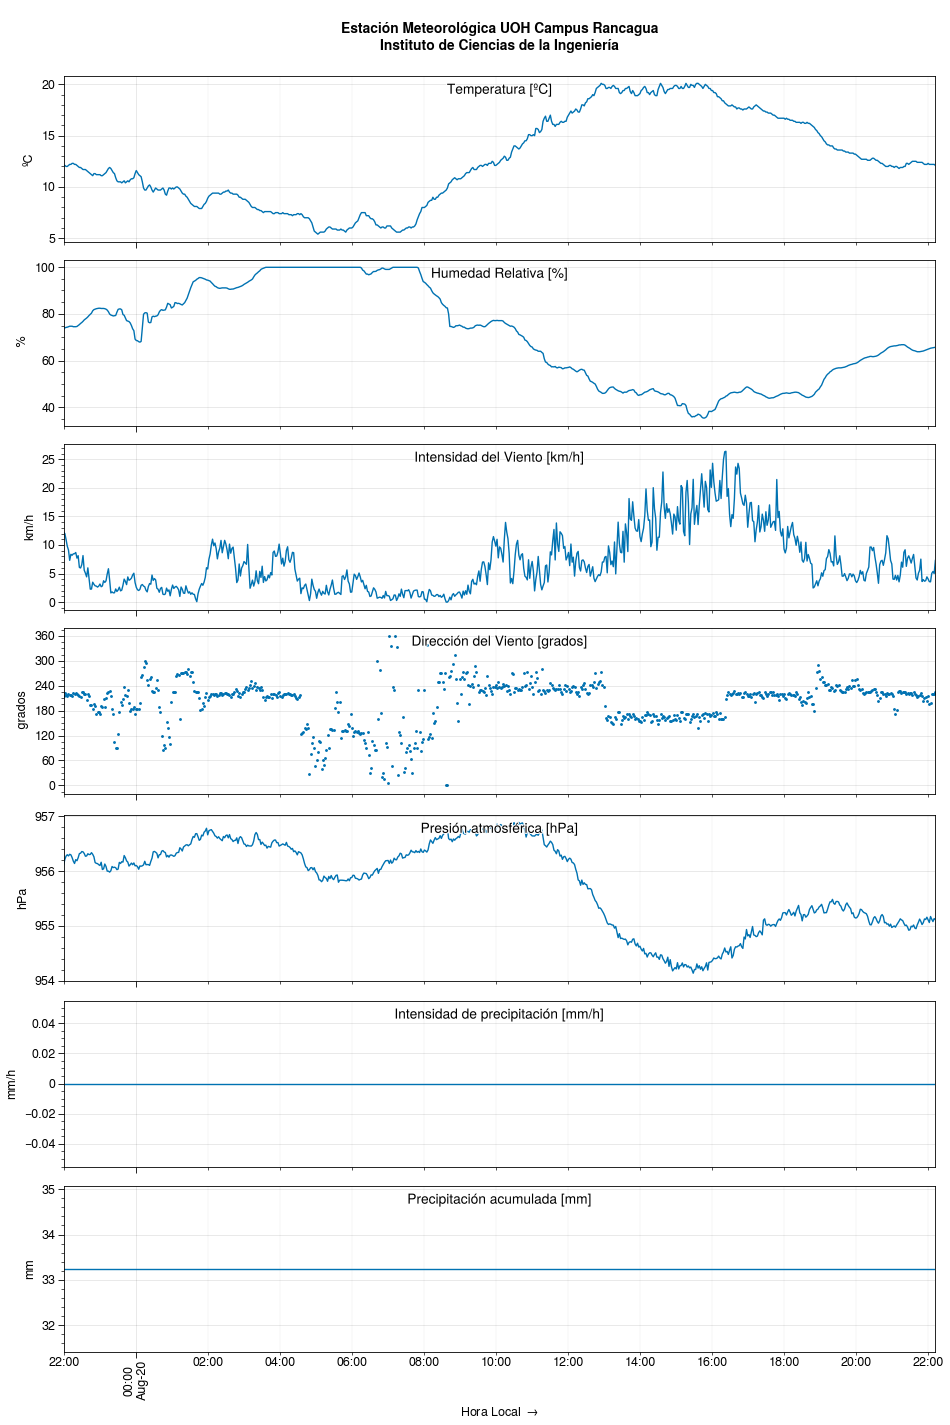 Estación Meteorológica UOH Campus Rancagua
Instituto de Ciencias de la Ingeniería
Temperatura [ºC]
ºC
20
15
10
5
Humedad Relativa [%]
%
100
80
60
40
Intensidad del Viento [km/h]
km/h
25
20
15
10
5
0
Dirección del Viento [grados]
grados
360
300
240
180
120
60
0
Presión atmosférica [hPa]
hPa
957
956
955
954
Intensidad de precipitación [mm/h]
mm/h
0.04
0.02
0
−0.02
−0.04
Precipitación acumulada [mm]
mm
35
34
33
32
22:00
00:00
Aug-20
02:00
04:00
06:00
08:00
10:00
12:00
14:00
16:00
18:00
20:00
22:00
Hora Local →